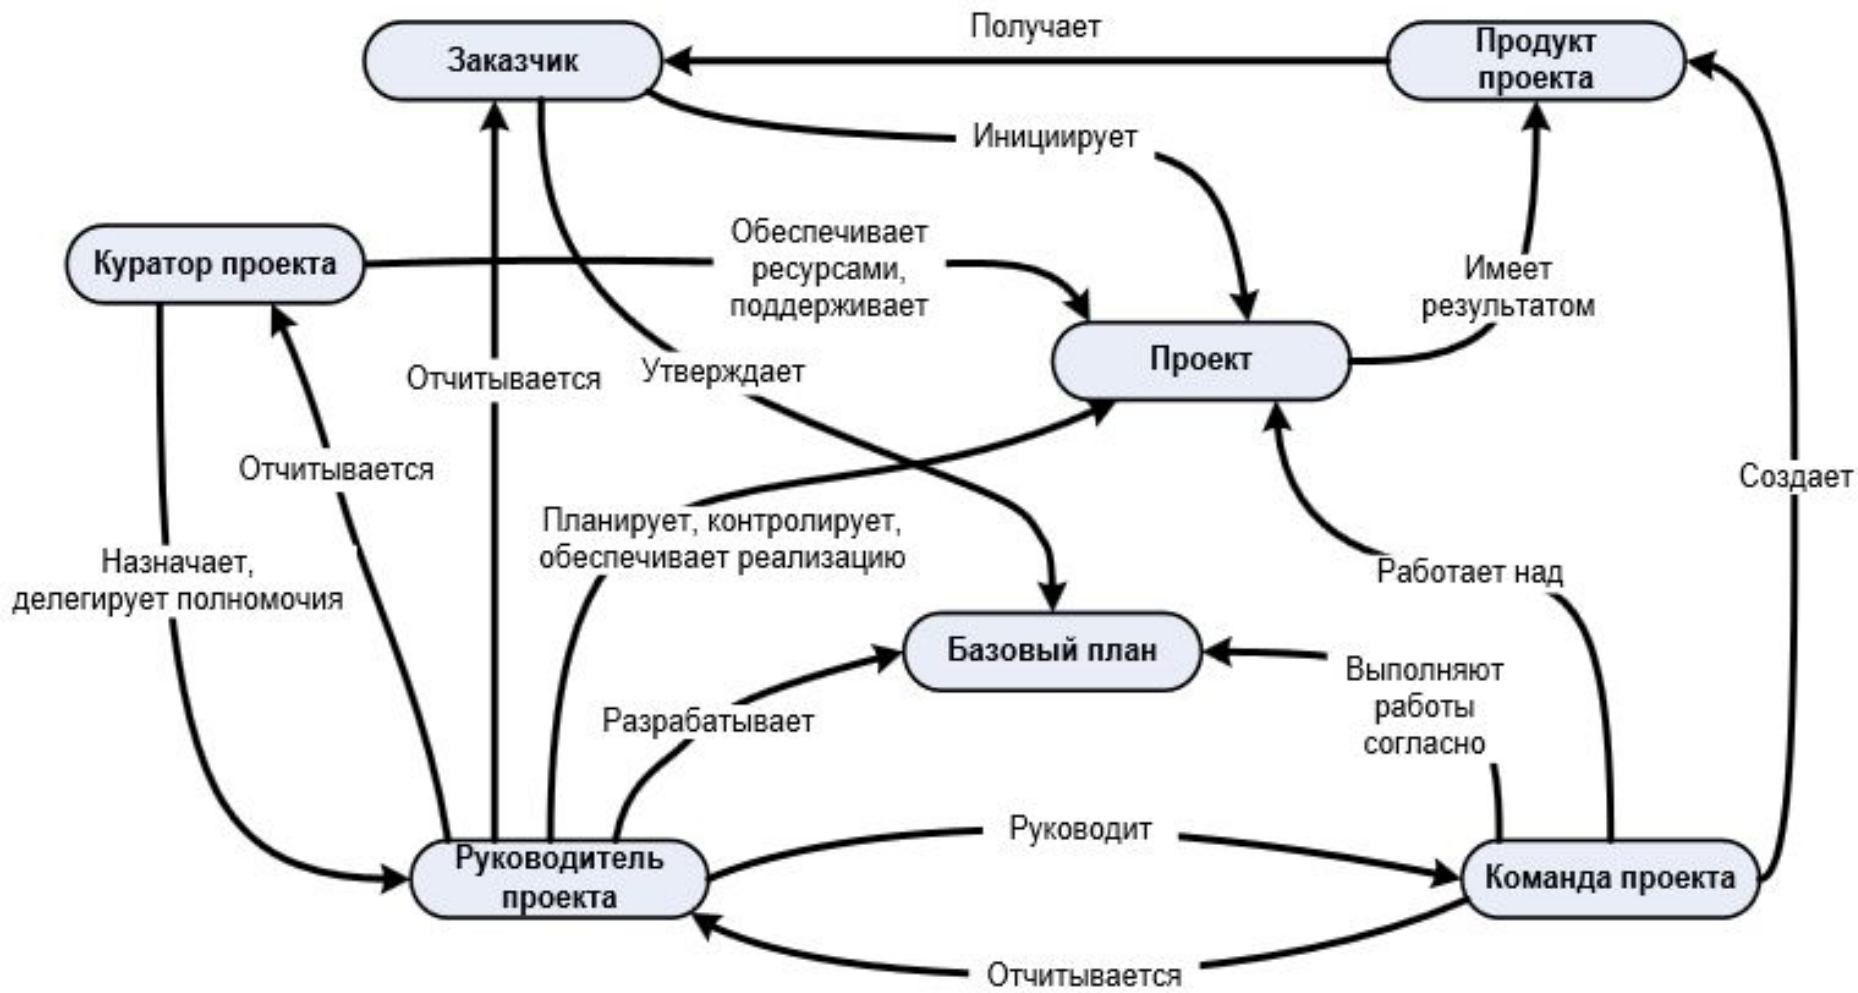 Получает
Заказчик
Продукт
проекта
Инициирует
Куратор проекта
Обеспечивает
ресурсами,
поддерживает
Имеет
результатом
Проект
Отчитывается
Утверждает
Отчитывается
Создает
Планирует, контролирует,
обеспечивает реализацию
Назначает,
делегирует полномочия
Работает над
Базовый план
Выполняют
работы
согласно
Разрабатывает
Руководит
Руководитель
проекта
Команда проекта
Отчитывается